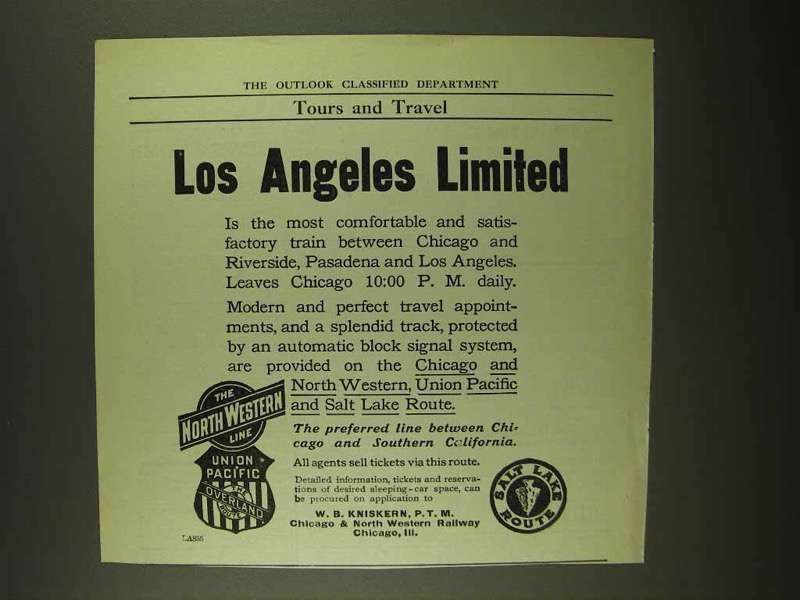 THE OUTLOOK CLASSIFIED DEPARTMENT
Tours and Travel
Los Angeles Limited
Is the most comfortable and satis-
factory train between Chicago and
Riverside, Pasadena and Los Angeles.
Leaves Chicago 10:00 P. M. daily.
Modern and perfect travel appoint-
ments, and a splendid track, protected
by an automatic block signal system,
are provided on the Chicago and
North Western, Union Pacific
and Salt Lake Route.
The preferred line between Chi-
cago and Southern California.
All agents sell tickets via this route.
Detailed information, tickets and reserva-
tions of desired sleeping-car space, can
be procured on application to
W. B. KNISKERN, P. T. M.
Chicago & North Western Railway
Chicago, Ill.
THE
NORTH WESTERN
LINE
UNION
PACIFIC
THE
OVERLAND
ROUTE
SALT LAKE
ROUTE
LA855